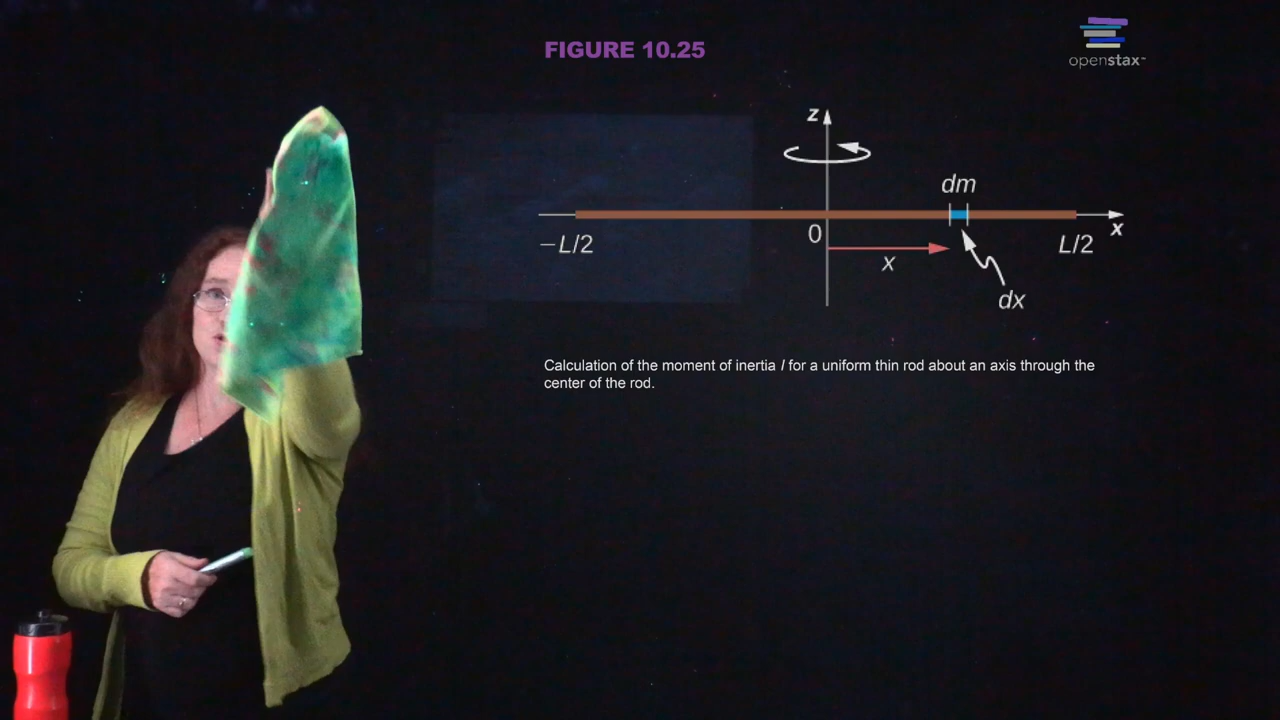 FIGURE 10.25
openstax™
z
dm
x
−L/2
0
x
L/2
dx
Calculation of the moment of inertia I for a uniform thin rod about an axis through the
center of the rod.